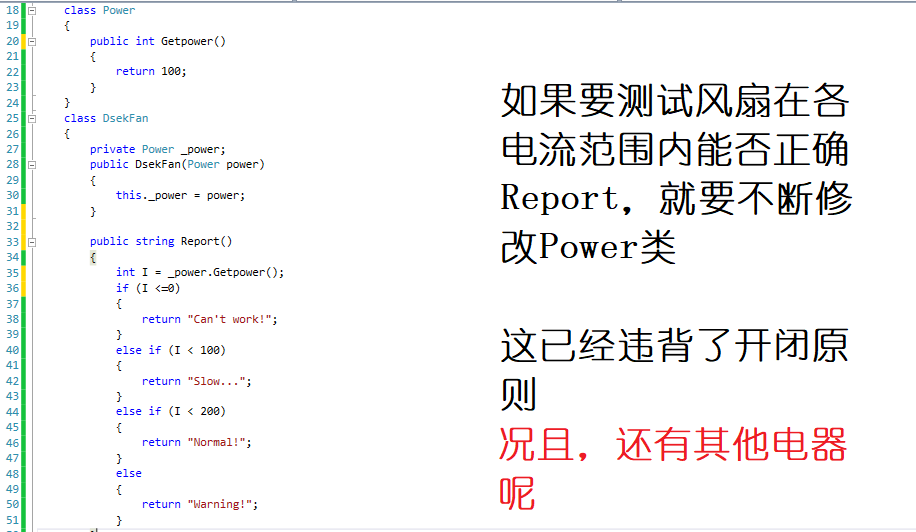 18 class Power
19 {
20 public int Getpower()
21 {
22 return 100;
23 }
24 }
25 class DsekFan
26 {
27 private Power _power;
28 public DsekFan(Power power)
29 {
30 this._power = power;
31 }
32
33 public string Report()
34 {
35 int I = _power.Getpower();
36 if (I <=0)
37 {
38 return "Can't work!";
39 }
40 else if (I < 100)
41 {
42 return "Slow...";
43 }
44 else if (I < 200)
45 {
46 return "Normal!";
47 }
48 else
49 {
50 return "Warning!";
51 }
如果要测试风扇在各
电流范围内能否正确
Report，就要不断修
改Power类
这已经违背了开闭原
则
况且，还有其他电器
呢